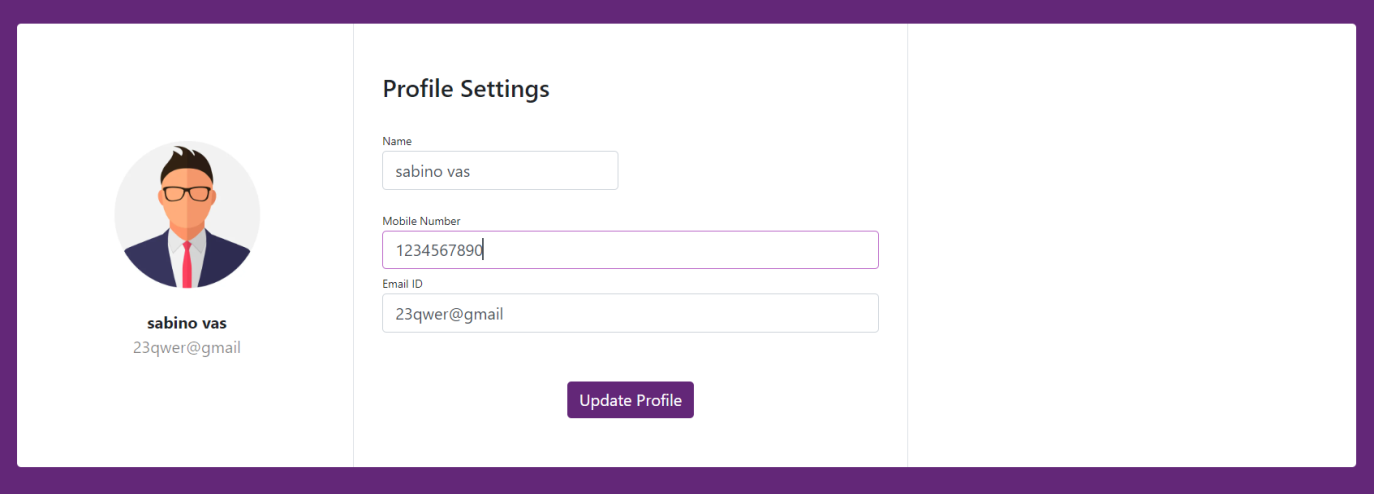 Profile Settings
Name
sabino vas
Mobile Number
1234567890
Email ID
23qwer@gmail
Update Profile
sabino vas
23qwer@gmail